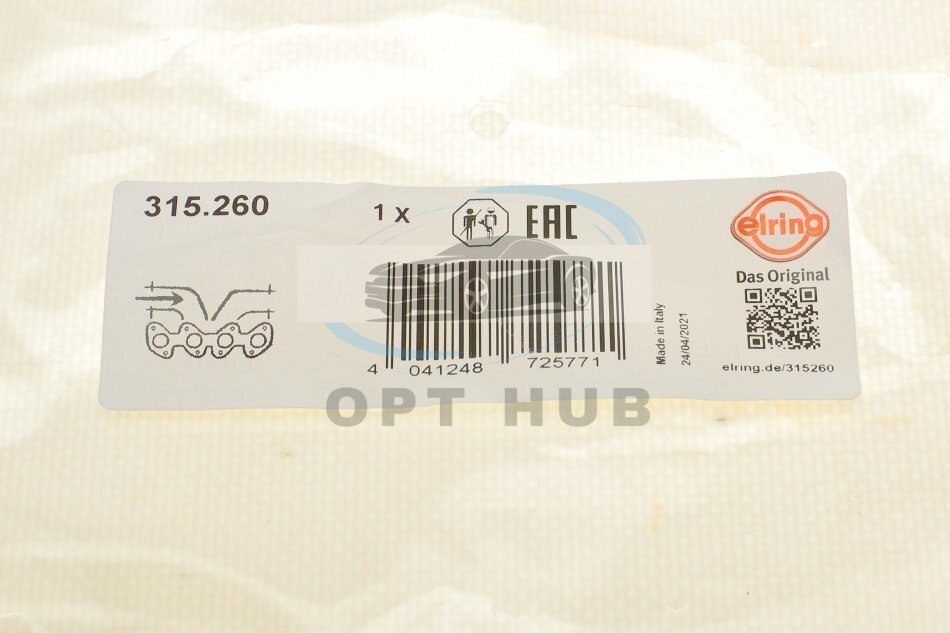 315.260
1 x
EAC
elring
Das Original
elring.de/315260
Made in Italy
24/04/2021
4 041248 725771
OPT HUB